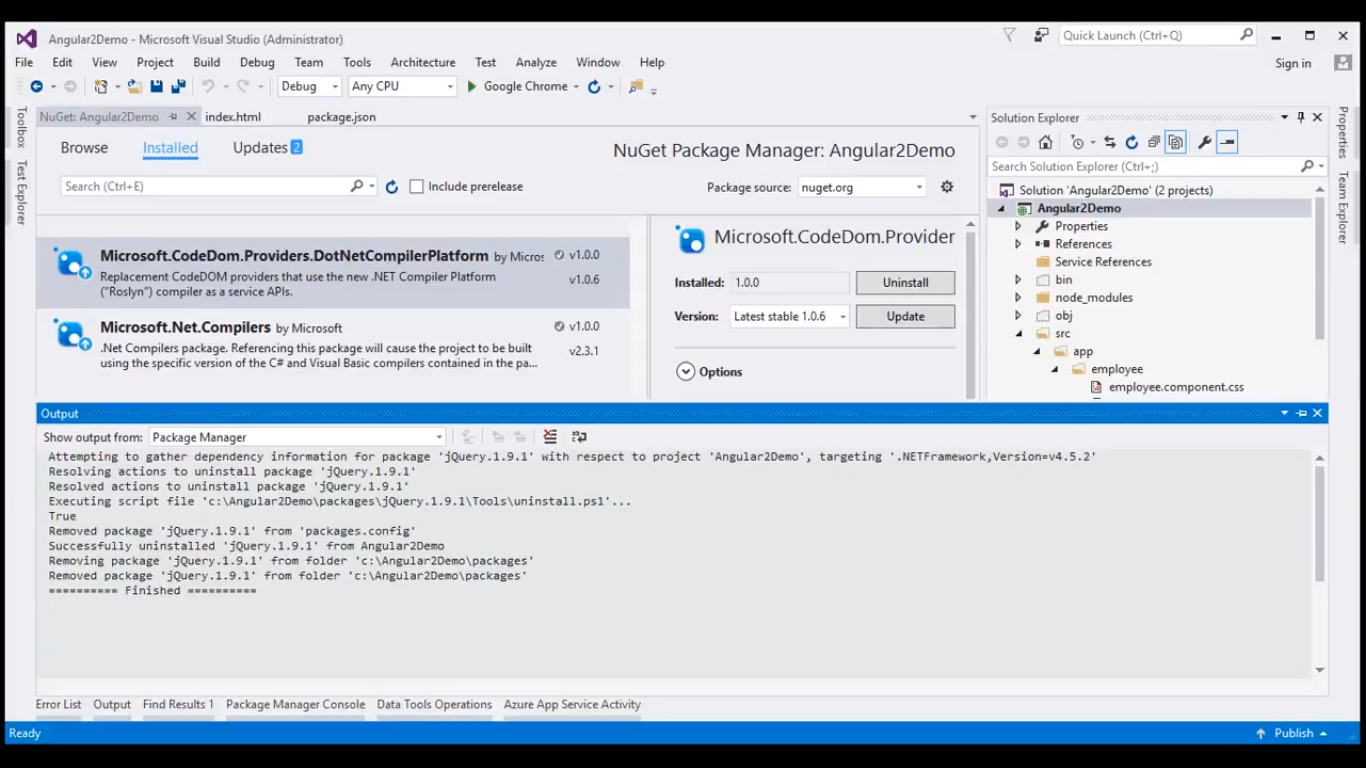 Angular2Demo - Microsoft Visual Studio (Administrator)
Quick Launch (Ctrl+Q)
File Edit View Project Build Debug Team Tools Architecture Test Analyze Window Help
Sign in
Debug Any CPU Google Chrome
Toolbox
Test Explorer
NuGet: Angular2Demo index.html package.json
Browse Installed Updates 2
NuGet Package Manager: Angular2Demo
Search (Ctrl+E)
Include prerelease
Package source: nuget.org
Microsoft.CodeDom.Providers.DotNetCompilerPlatform by Micros v1.0.0
Replacement CodeDOM providers that use the new .NET Compiler Platform v1.0.6
("Roslyn") compiler as a service APIs.
Microsoft.Net.Compilers by Microsoft v1.0.0
.Net Compilers package. Referencing this package will cause the project to be built v2.3.1
using the specific version of the C# and Visual Basic compilers contained in the pa...
Microsoft.CodeDom.Provider
Installed: 1.0.0 Uninstall
Version: Latest stable 1.0.6 Update
Options
Solution Explorer
Search Solution Explorer (Ctrl+;)
Solution 'Angular2Demo' (2 projects)
Angular2Demo
Properties
References
Service References
bin
node_modules
obj
src
app
employee
employee.component.css
Properties
Team Explorer
Output
Show output from: Package Manager
Attempting to gather dependency information for package 'jQuery.1.9.1' with respect to project 'Angular2Demo', targeting '.NETFramework,Version=v4.5.2'
Resolving actions to uninstall package 'jQuery.1.9.1'
Resolved actions to uninstall package 'jQuery.1.9.1'
Executing script file 'c:\Angular2Demo\packages\jQuery.1.9.1\Tools\uninstall.ps1'...
True
Removed package 'jQuery.1.9.1' from 'packages.config'
Successfully uninstalled 'jQuery.1.9.1' from Angular2Demo
Removing package 'jQuery.1.9.1' from folder 'c:\Angular2Demo\packages'
Removed package 'jQuery.1.9.1' from folder 'c:\Angular2Demo\packages'
========== Finished ==========
Error List Output Find Results 1 Package Manager Console Data Tools Operations Azure App Service Activity
Ready
Publish